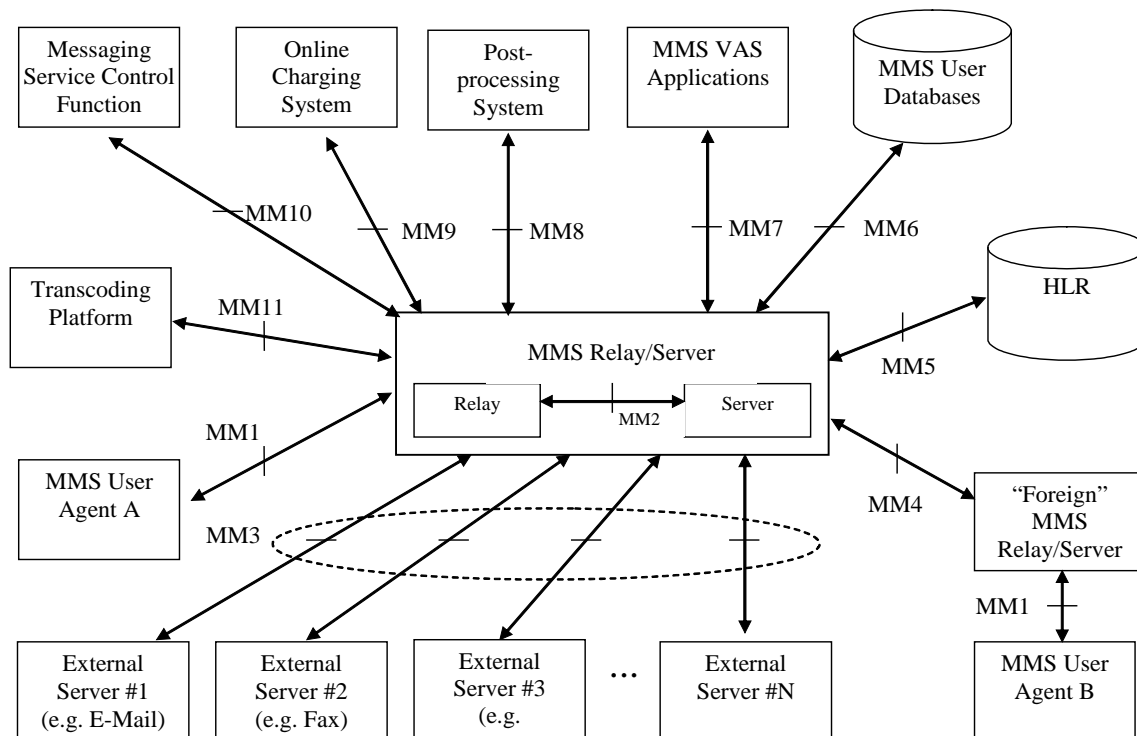 Messaging
Service Control
Function
Online
Charging
System
Post-
processing
System
MMS VAS
Applications
MMS User
Databases
MM10
MM9
MM8
MM7
MM6
Transcoding
Platform
MM11
HLR
MM5
MMS Relay/Server
Relay
MM2
Server
MM1
MMS User
Agent A
MM3
MM4
“Foreign”
MMS
Relay/Server
MM1
External
Server #1
(e.g. E-Mail)
External
Server #2
(e.g. Fax)
External
Server #3
(e.g.
...
External
Server #N
MMS User
Agent B